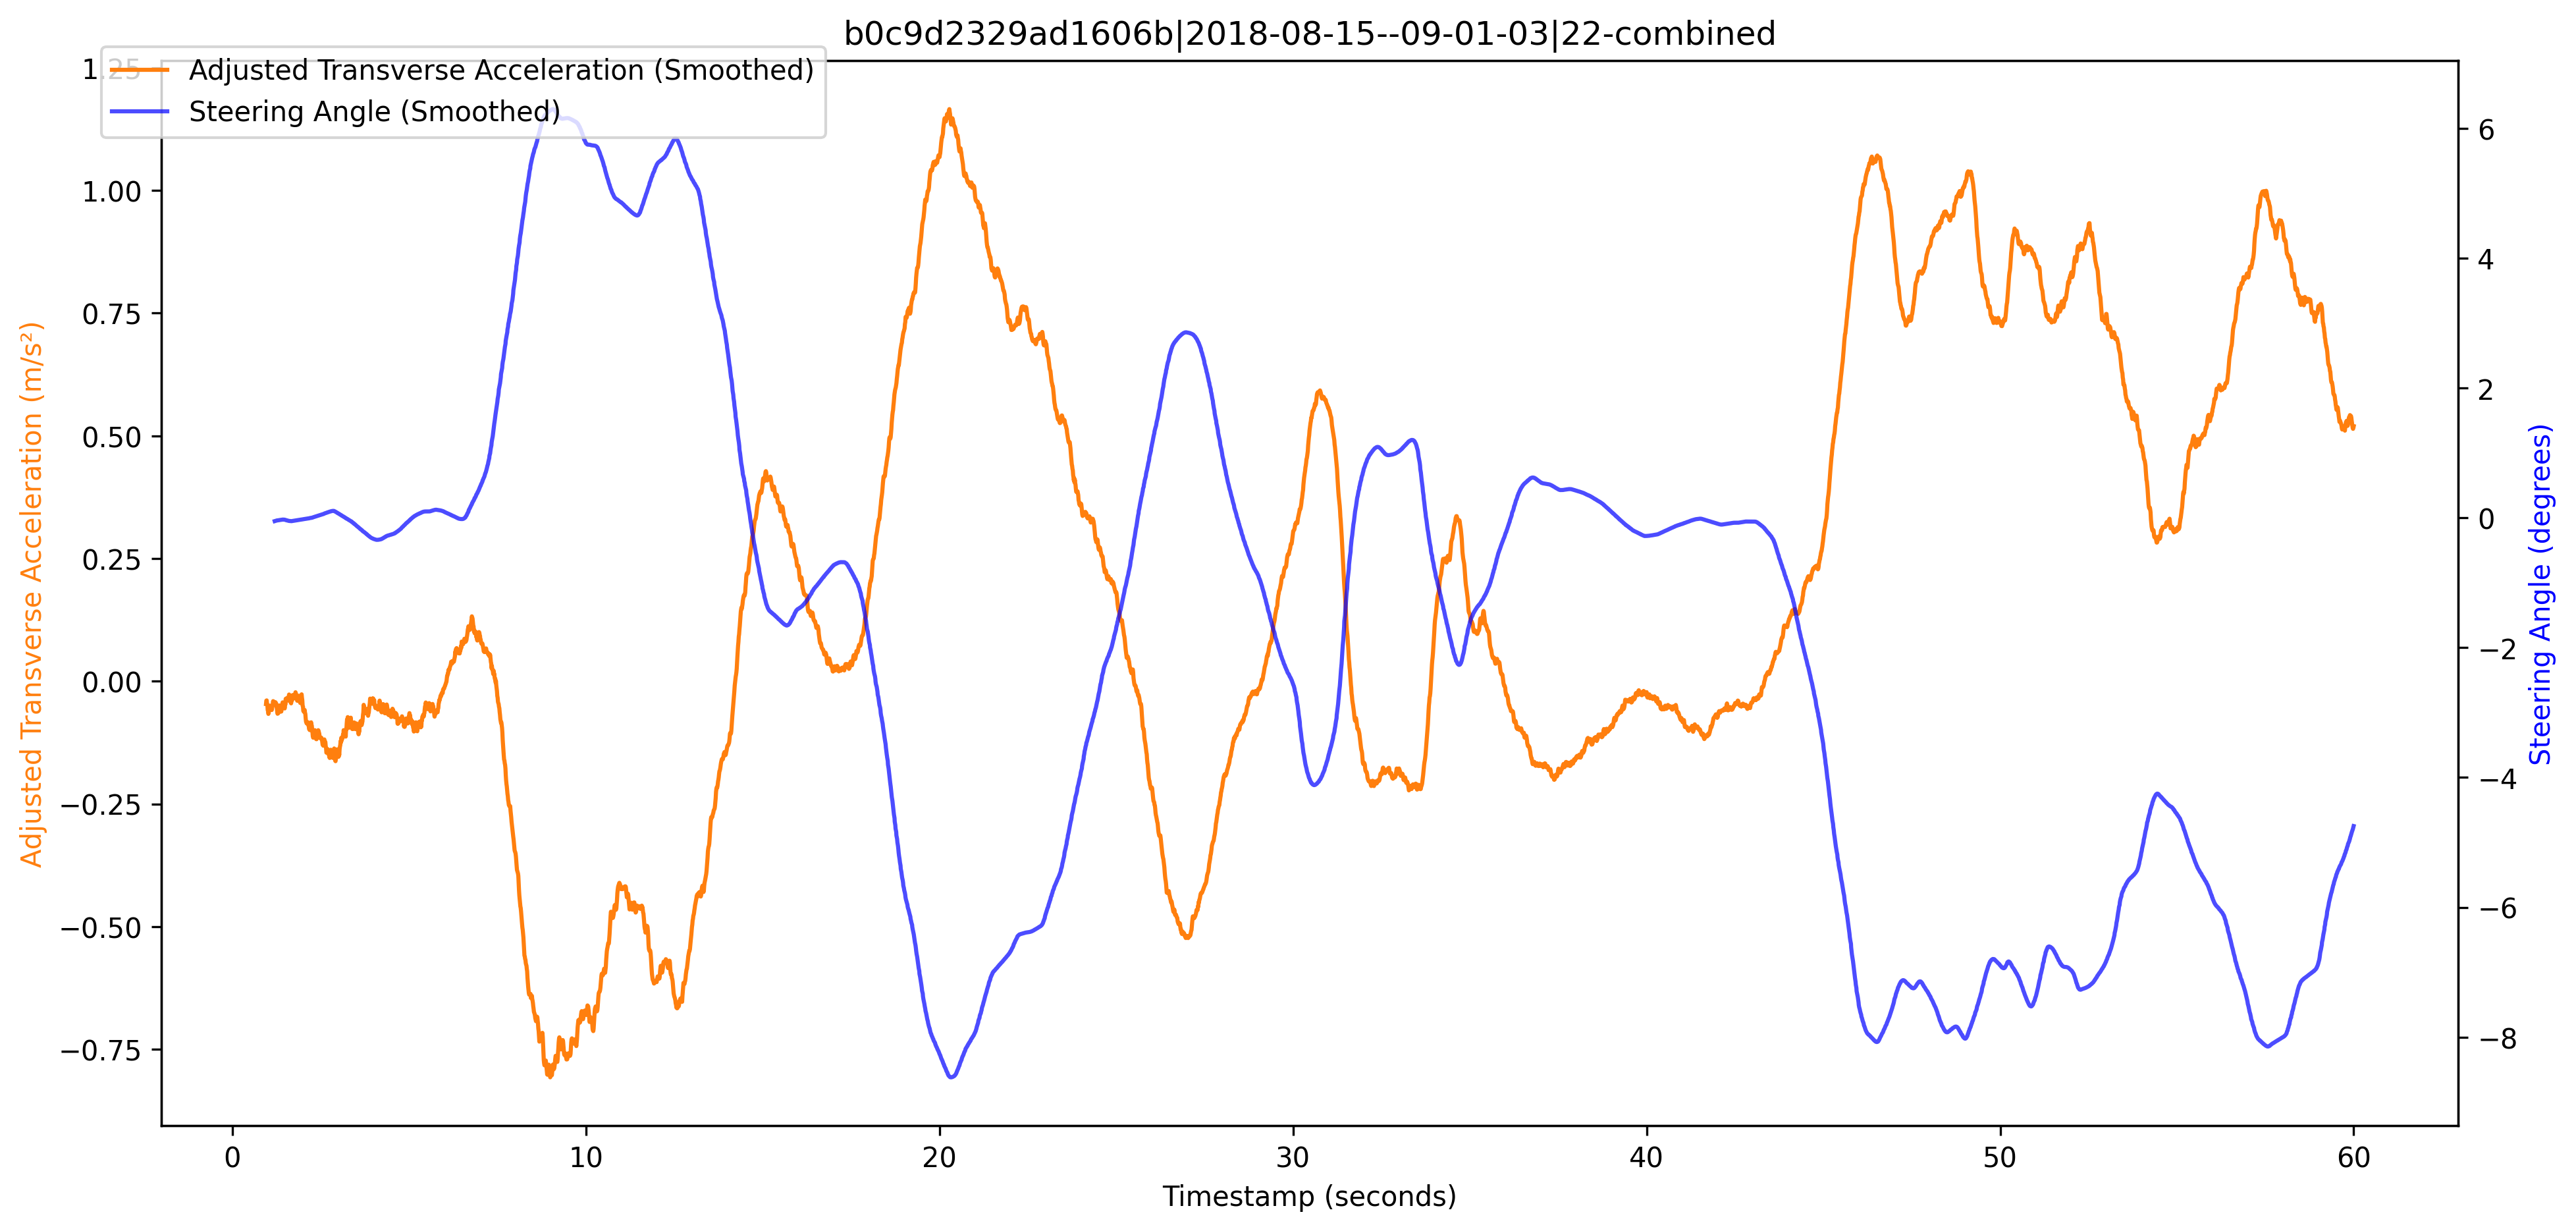 b0c9d2329ad1606b|2018-08-15--09-01-03|22-combined
Adjusted Transverse Acceleration (Smoothed)
Steering Angle (Smoothed)
Adjusted Transverse Acceleration (m/s²)
1.25
1.00
0.75
0.50
0.25
0.00
−0.25
−0.50
−0.75
6
4
2
0
−2
−4
−6
−8
Steering Angle (degrees)
0 10 20 30 40 50 60
Timestamp (seconds)